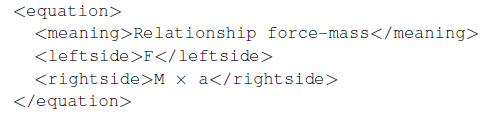 <equation>
<meaning>Relationship force-mass</meaning>
<leftside>F</leftside>
<rightside>M × a</rightside>
</equation>